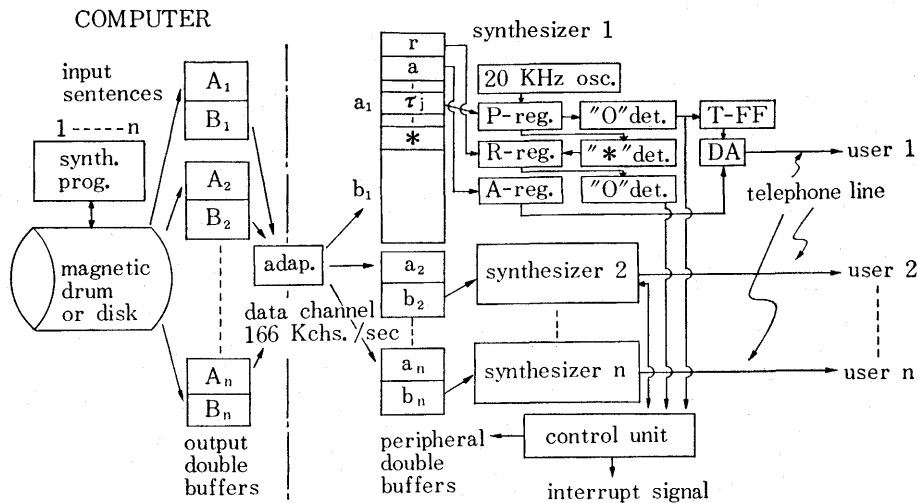 COMPUTER
input
sentences
1 ----- n
synth.
prog.
magnetic
drum
or disk
A1
B1
A2
B2
An
Bn
output
double
buffers
adap.
data channel
166 Kchs./sec
a1
b1
r
a
τj
*
a2
b2
an
bn
peripheral
double
buffers
synthesizer 1
20 KHz osc.
P-reg.
"O"det.
T-FF
R-reg.
"*"det.
DA
A-reg.
"O"det.
synthesizer 2
synthesizer n
control unit
interrupt signal
user 1
telephone line
user 2
user n